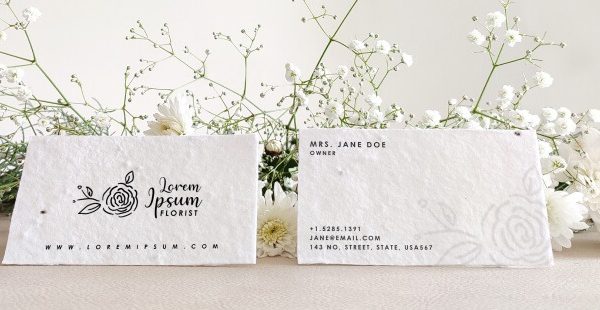 Lorem
Ipsum
FLORIST
WWW.LOREMIPSUM.COM
MRS. JANE DOE
OWNER
+1.5285.1391
JANE@EMAIL.COM
143 NO, STREET, STATE, USA567